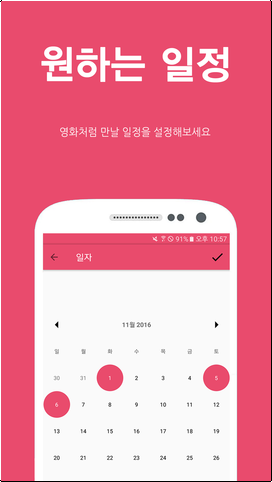 원하는 일정
영화처럼 만날 일정을 설정해보세요
91% 오후 10:57
일자
11월 2016
일 월 화 수 목 금 토
30 31 1 2 3 4 5
6 7 8 9 10 11 12
13 14 15 16 17 18 19
20 21 22 23 24 25 26